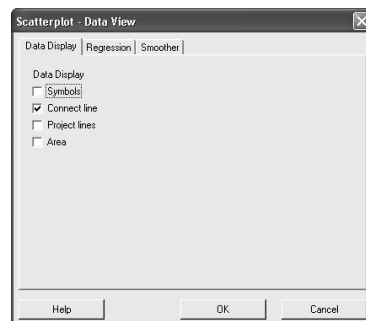 Scatterplot - Data View
Data Display Regression Smoother
Data Display
Symbols
Connect line
Project lines
Area
Help OK Cancel